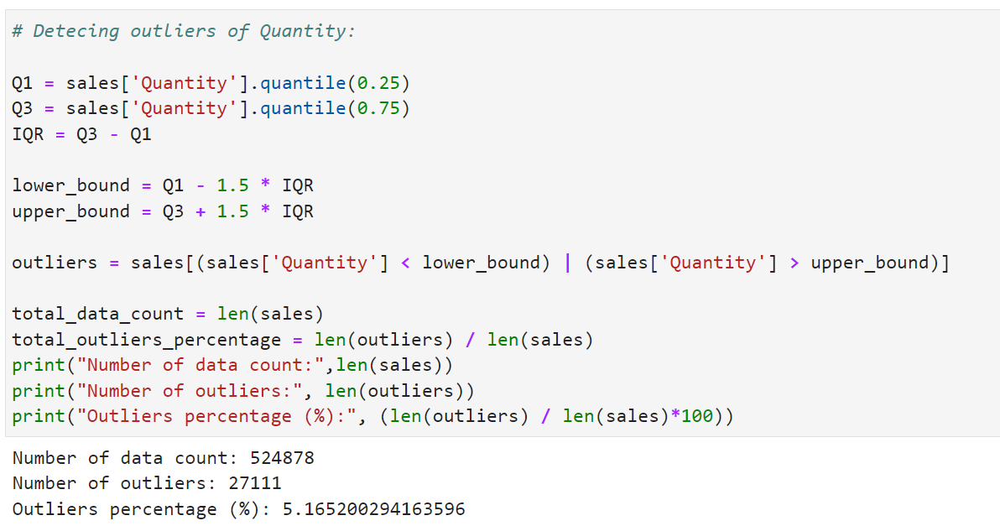 # Detecing outliers of Quantity:
Q1 = sales['Quantity'].quantile(0.25)
Q3 = sales['Quantity'].quantile(0.75)
IQR = Q3 - Q1
lower_bound = Q1 - 1.5 * IQR
upper_bound = Q3 + 1.5 * IQR
outliers = sales[(sales['Quantity'] < lower_bound) | (sales['Quantity'] > upper_bound)]
total_data_count = len(sales)
total_outliers_percentage = len(outliers) / len(sales)
print("Number of data count:",len(sales))
print("Number of outliers:", len(outliers))
print("Outliers percentage (%):", (len(outliers) / len(sales)*100))
Number of data count: 524878
Number of outliers: 27111
Outliers percentage (%): 5.165200294163596